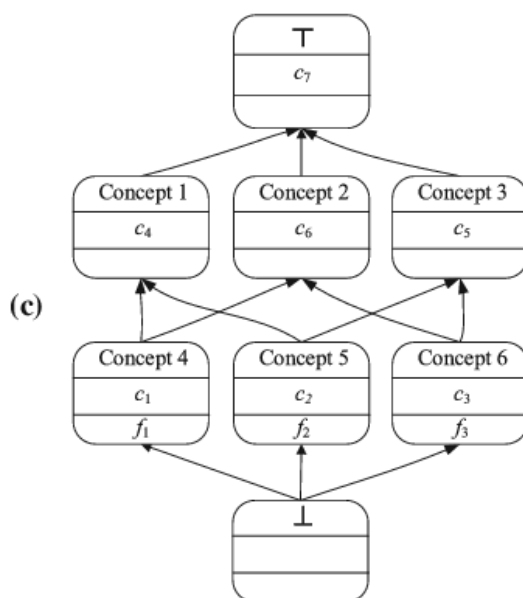 ⊤
c₇
Concept 1 Concept 2 Concept 3
c₄ c₆ c₅
(c)
Concept 4 Concept 5 Concept 6
c₁ c₂ c₃
f₁ f₂ f₃
⊥